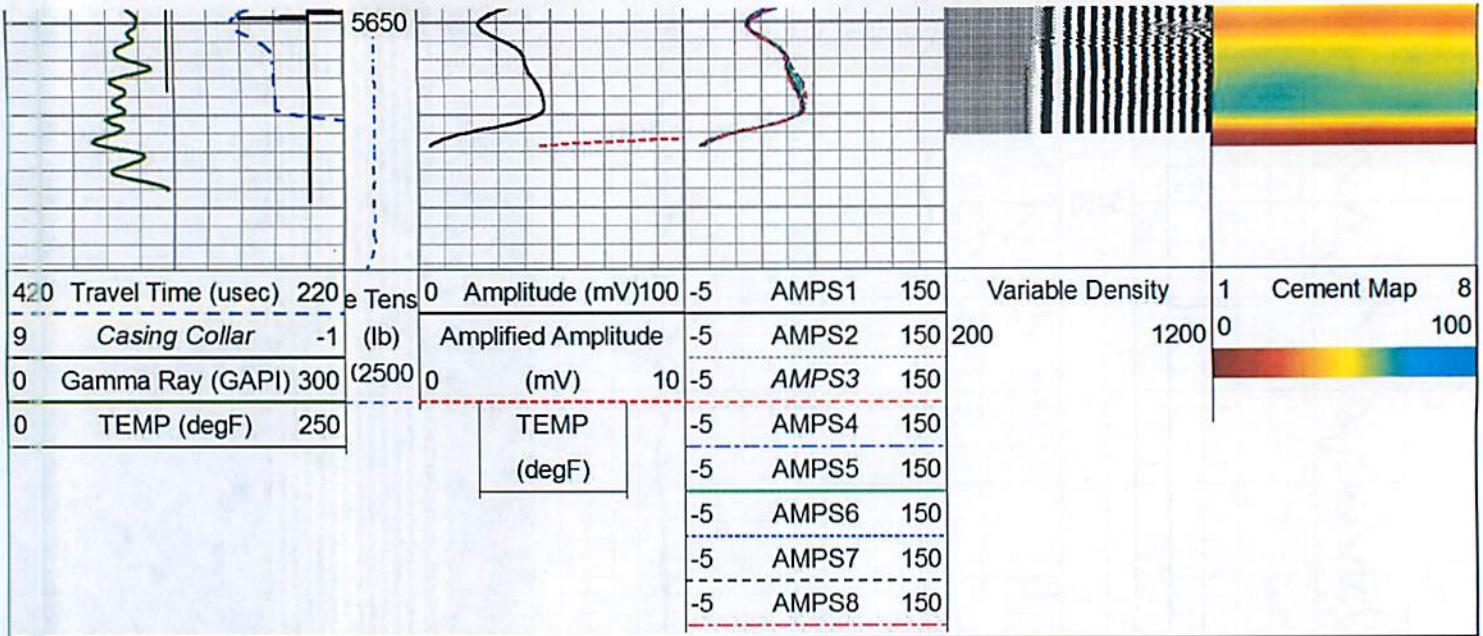 5650
420 Travel Time (usec) 220
9 Casing Collar -1
0 Gamma Ray (GAPI) 300
0 TEMP (degF) 250
e Tens
(lb)
2500
0 Amplitude (mV) 100
Amplified Amplitude
0 (mV) 10
TEMP
(degF)
-5 AMPS1 150
-5 AMPS2 150
-5 AMPS3 150
-5 AMPS4 150
-5 AMPS5 150
-5 AMPS6 150
-5 AMPS7 150
-5 AMPS8 150
Variable Density
200 1200
1 Cement Map 8
0 100